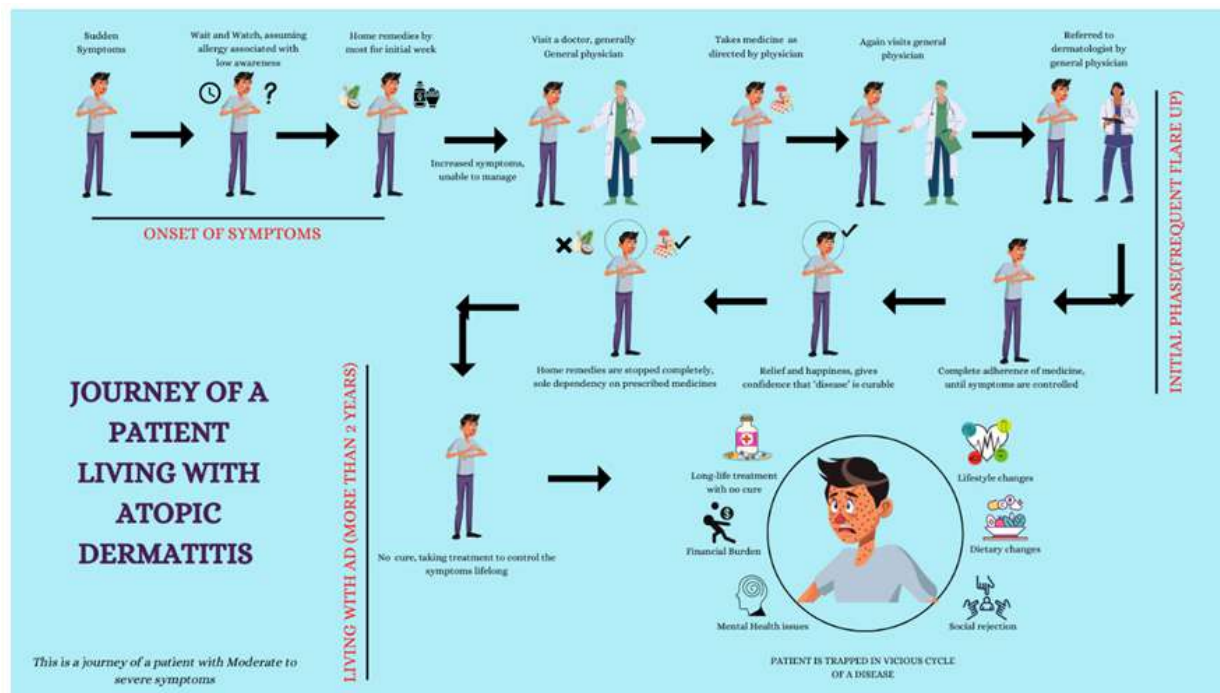 Sudden
Symptoms
Wait and Watch, assuming
allergy associated with
low awareness
Home remedies by
most for initial week
Visit a doctor, generally
General physician
Takes medicine as
directed by physician
Again visits general
physician
Referred to
dermatologist by
general physician
?
Increased symptoms,
unable to manage
ONSET OF SYMPTOMS
INITIAL PHASE(FREQUENT FLARE UP)
Home remedies are stopped completely,
sole dependency on prescribed medicines
Relief and happiness, gives
confidence that 'disease' is curable
Complete adherence of medicine,
until symptoms are controlled
JOURNEY OF A
PATIENT
LIVING WITH
ATOPIC
DERMATITIS
This is a journey of a patient with Moderate to
severe symptoms
LIVING WITH AD (MORE THAN 2 YEARS)
No cure, taking treatment to control the
symptoms lifelong
Long-life treatment
with no cure
$
Financial Burden
Mental Health issues
Lifestyle changes
Dietary changes
Social rejection
PATIENT IS TRAPPED IN VICIOUS CYCLE
OF A DISEASE